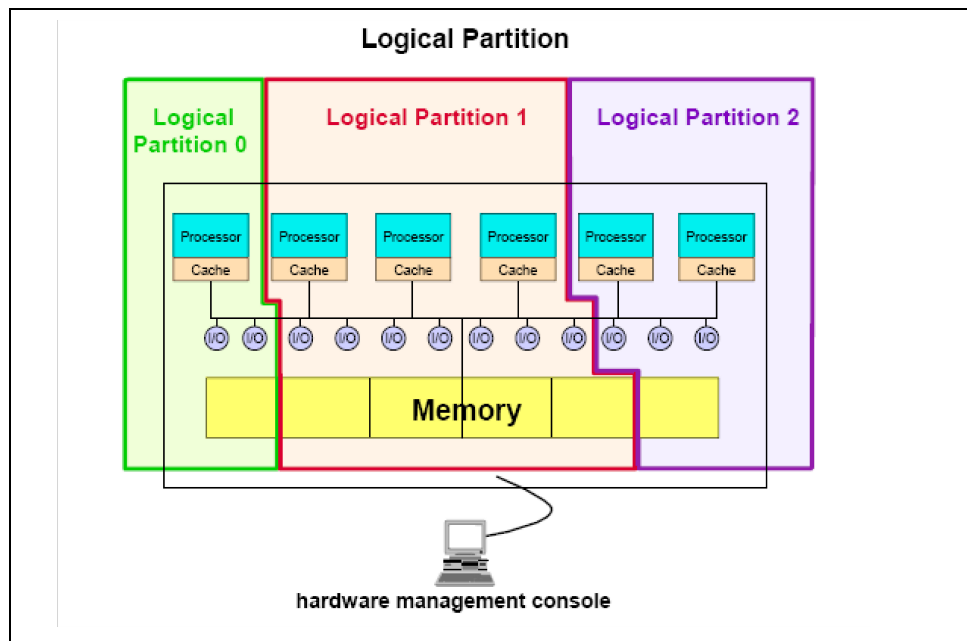 Logical Partition
Logical
Partition 0
Logical Partition 1
Logical Partition 2
Processor
Cache
Processor
Cache
Processor
Cache
Processor
Cache
Processor
Cache
Processor
Cache
I/O I/O I/O I/O I/O I/O I/O I/O I/O I/O I/O I/O
Memory
hardware management console